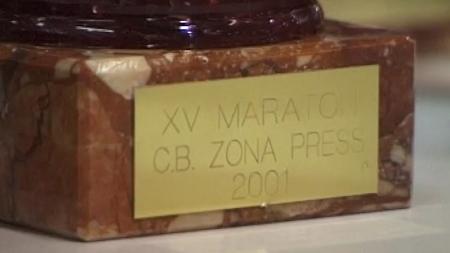 XV MARATON
C.B. ZONA PRESS
2001